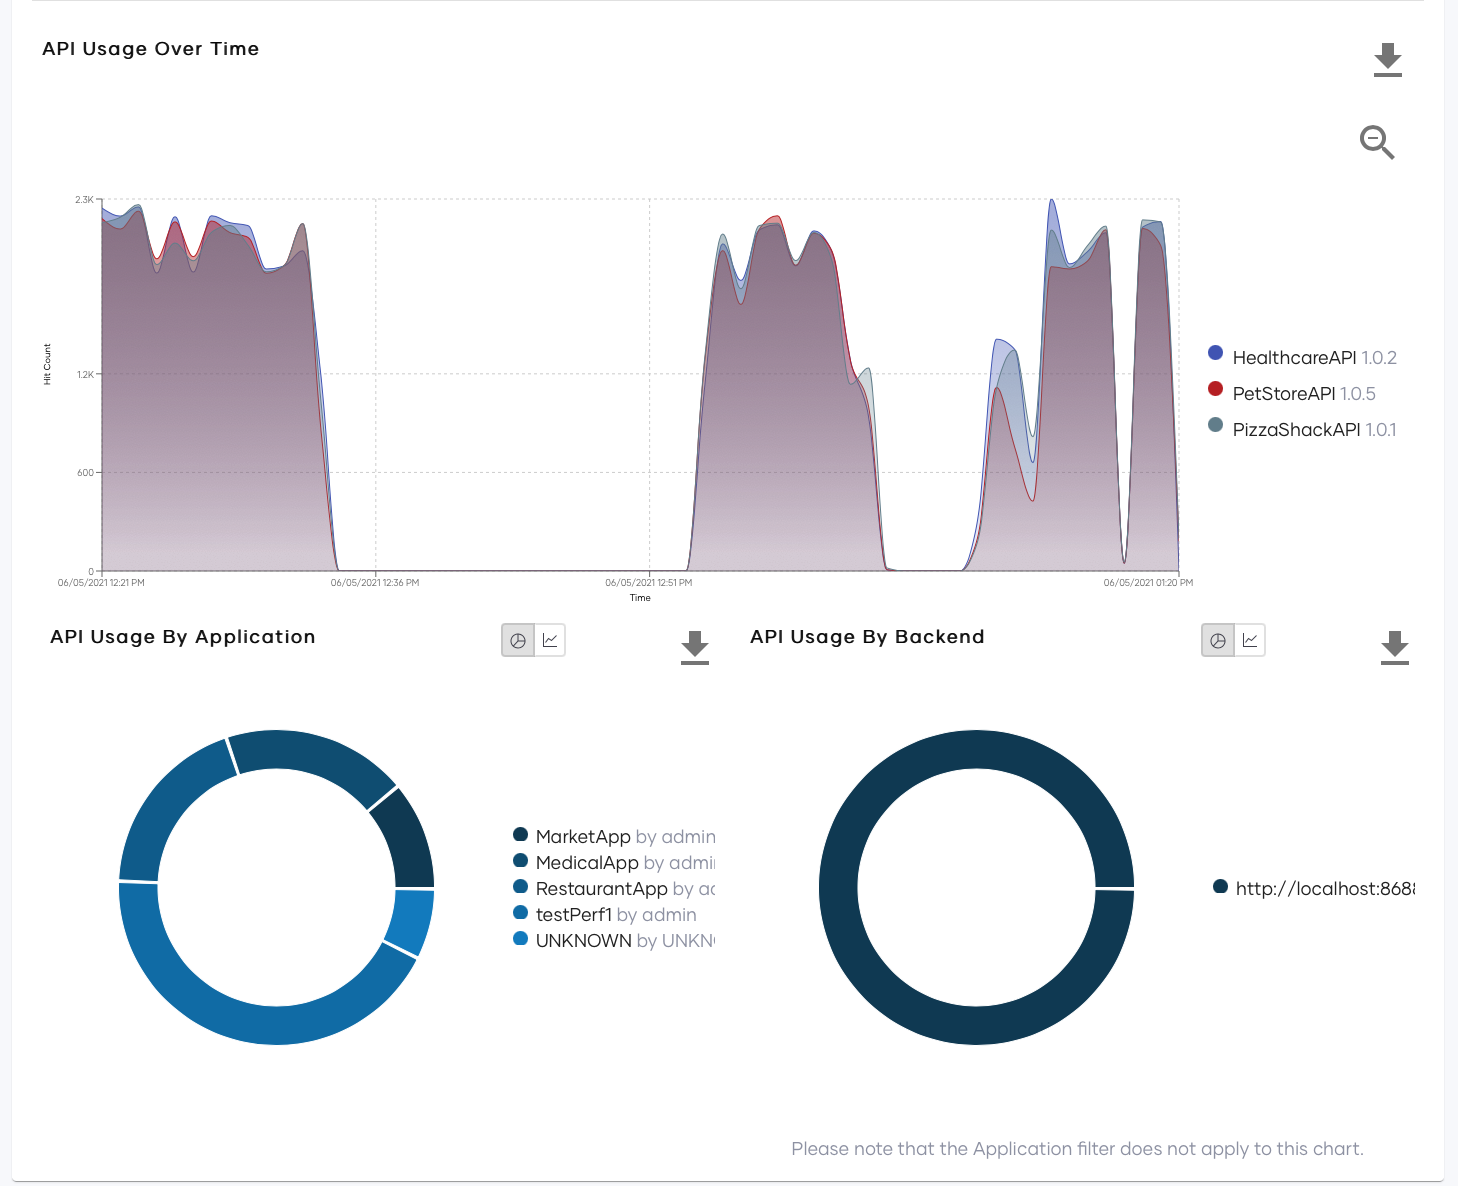 API Usage Over Time
2.3K
1.2K
600
0
Hit Count
06/05/2021 12:21 PM
06/05/2021 12:36 PM
06/05/2021 12:51 PM
06/05/2021 01:20 PM
Time
HealthcareAPI 1.0.2
PetStoreAPI 1.0.5
PizzaShackAPI 1.0.1
API Usage By Application
MarketApp by admin
MedicalApp by admi
RestaurantApp by ad
testPerf1 by admin
UNKNOWN by UNKN
API Usage By Backend
http://localhost:868
Please note that the Application filter does not apply to this chart.